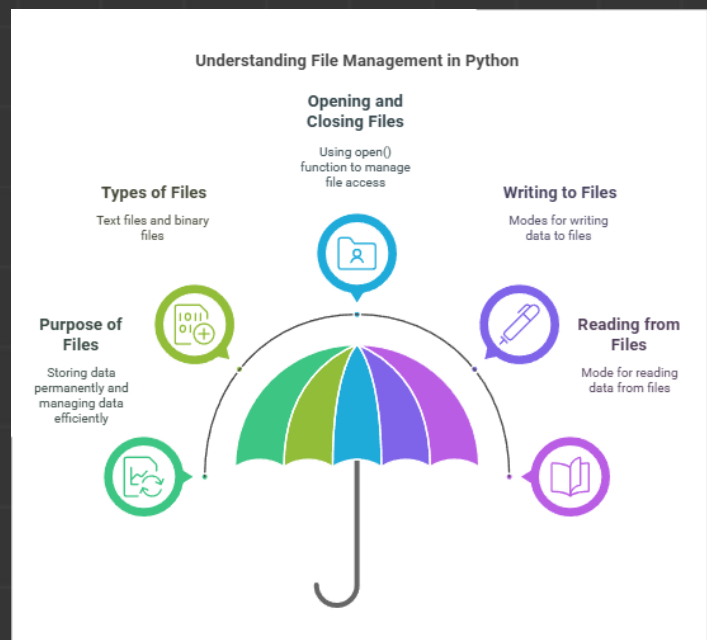 Understanding File Management in Python
Opening and
Closing Files
Using open()
function to manage
file access
Types of Files
Text files and binary
files
Writing to Files
Modes for writing
data to files
Purpose of
Files
Storing data
permanently and
managing data
efficiently
Reading from
Files
Mode for reading
data from files